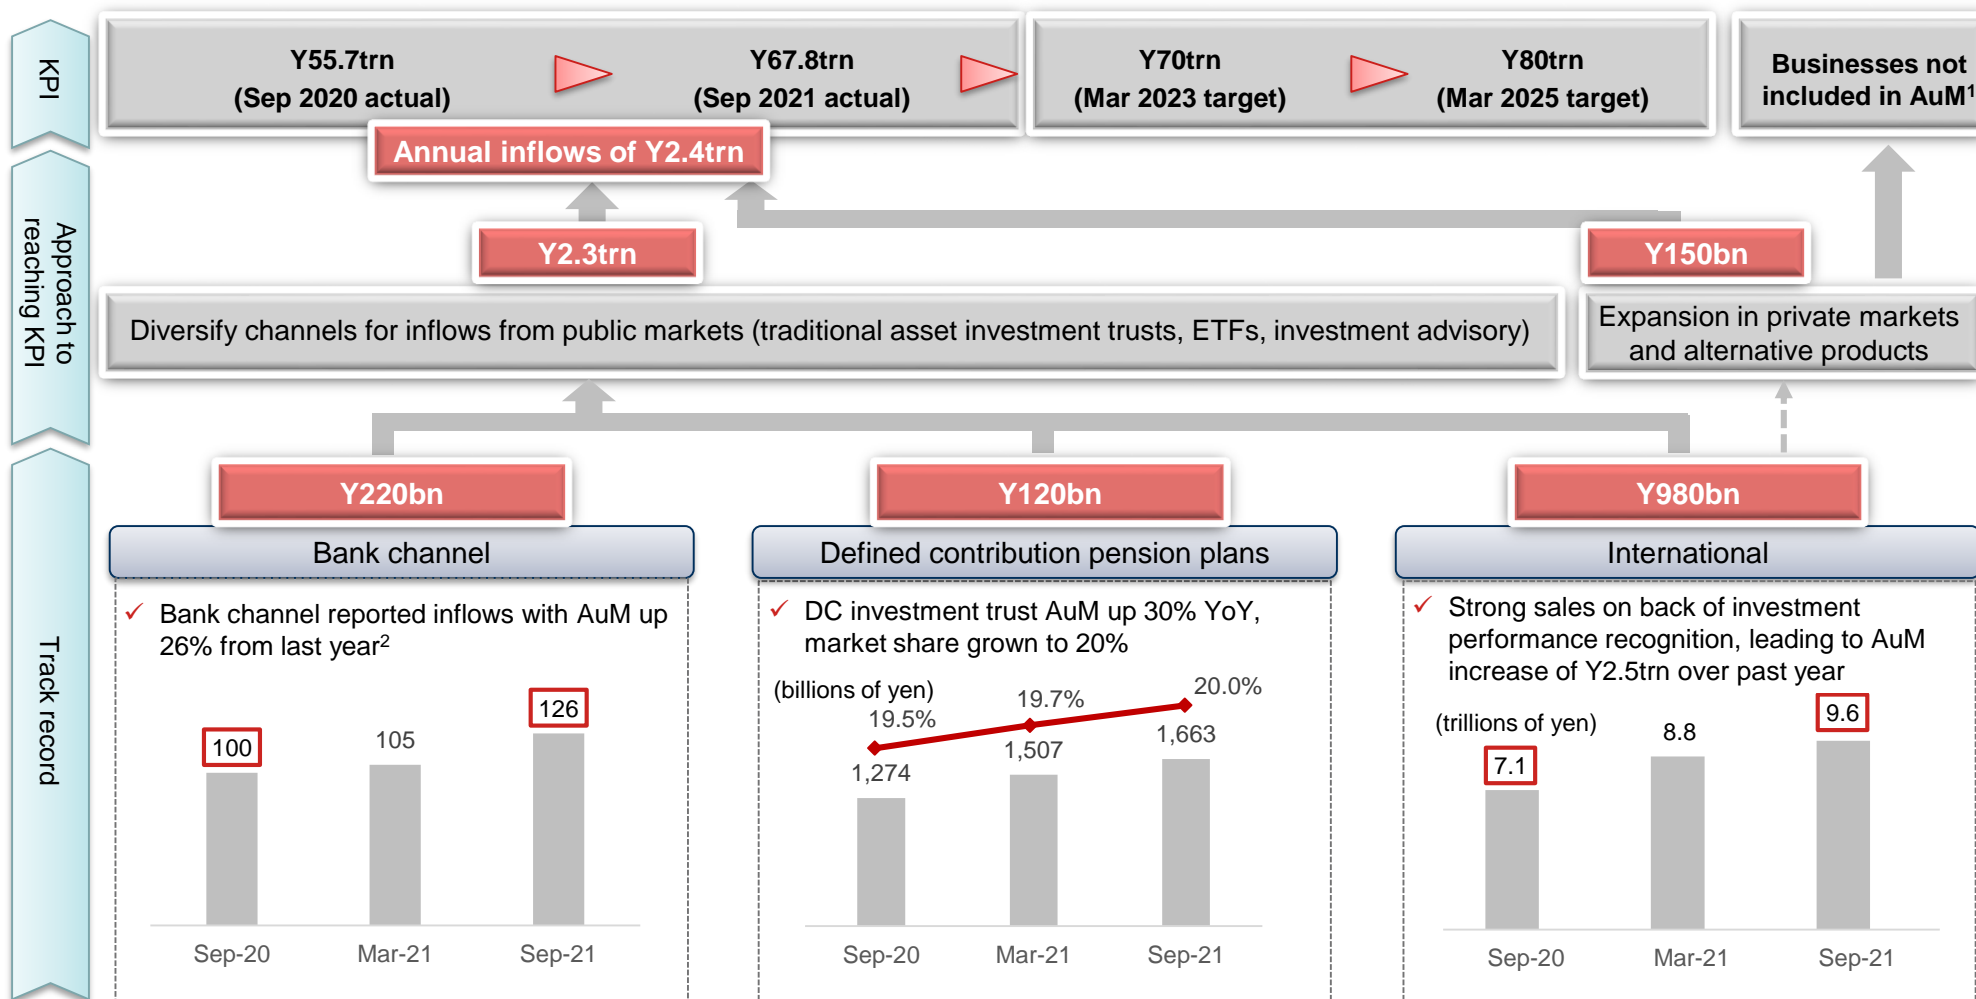 KPI
Y55.7trn
(Sep 2020 actual)
Y67.8trn
(Sep 2021 actual)
Y70trn
(Mar 2023 target)
Y80trn
(Mar 2025 target)
Businesses not
included in AuM¹
Annual inflows of Y2.4trn
Approach to
reaching KPI
Y2.3trn
Y150bn
Diversify channels for inflows from public markets (traditional asset investment trusts, ETFs, investment advisory)
Expansion in private markets
and alternative products
Track record
Y220bn
Bank channel
✓ Bank channel reported inflows with AuM up
26% from last year²
100
105
126
Sep-20
Mar-21
Sep-21
Y120bn
Defined contribution pension plans
✓ DC investment trust AuM up 30% YoY,
market share grown to 20%
(billions of yen)
19.5%
19.7%
20.0%
1,274
1,507
1,663
Sep-20
Mar-21
Sep-21
Y980bn
International
✓ Strong sales on back of investment
performance recognition, leading to AuM
increase of Y2.5trn over past year
(trillions of yen)
7.1
8.8
9.6
Sep-20
Mar-21
Sep-21